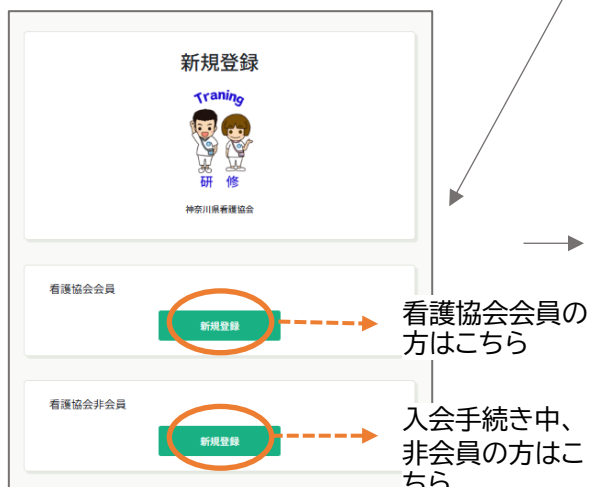 新規登録
Traning
研 修
神奈川県看護協会
看護協会会員
新規登録
看護協会会員の
方はこちら
看護協会非会員
新規登録
入会手続き中、
非会員の方はこ
ちら